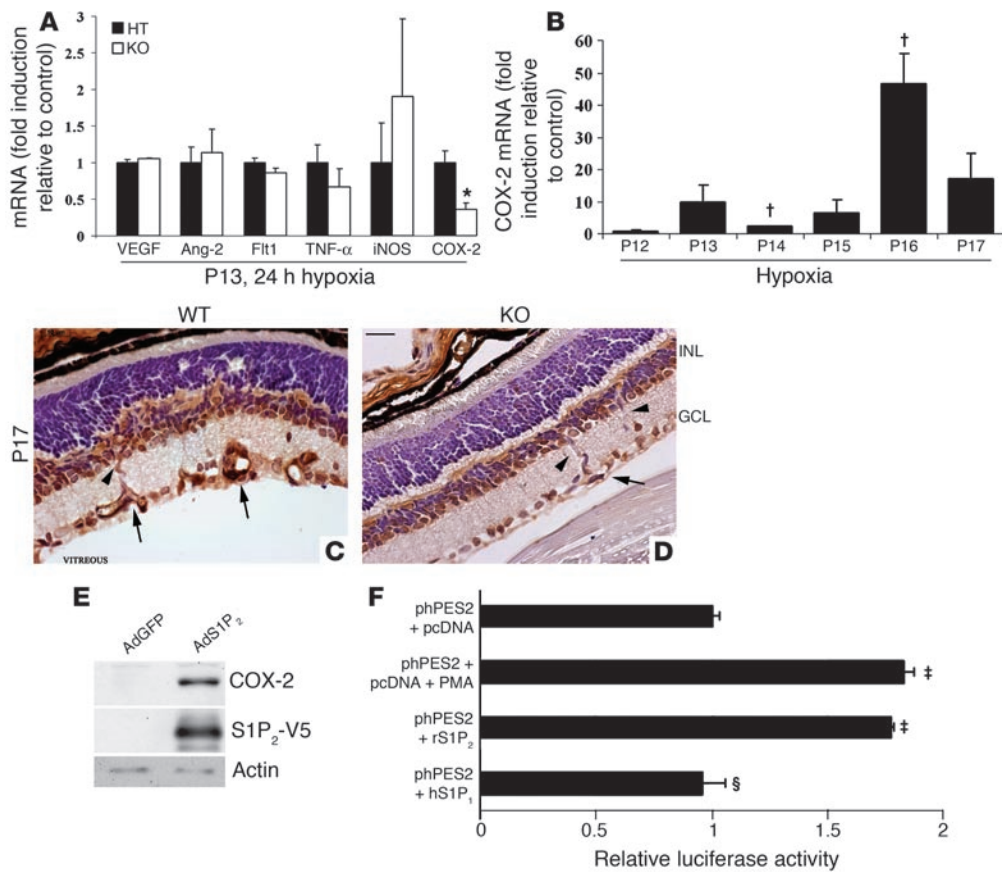 A
mRNA (fold induction
relative to control)
3
2.5
2
1.5
1
0.5
0
HT
KO
*
VEGF Ang-2 Flt1 TNF-α iNOS COX-2
P13, 24 h hypoxia
B
COX-2 mRNA (fold
induction relative
to control)
60
50
40
30
20
10
0
†
†
P12 P13 P14 P15 P16 P17
Hypoxia
WT
KO
P17
VITREOUS
C
INL
GCL
D
E
AdGFP
AdS1P₂
COX-2
S1P₂-V5
Actin
F
phPES2
+ pcDNA
phPES2 +
pcDNA + PMA
‡
phPES2
+ rS1P₂
‡
phPES2
+ hS1P₁
§
0 0.5 1 1.5 2
Relative luciferase activity